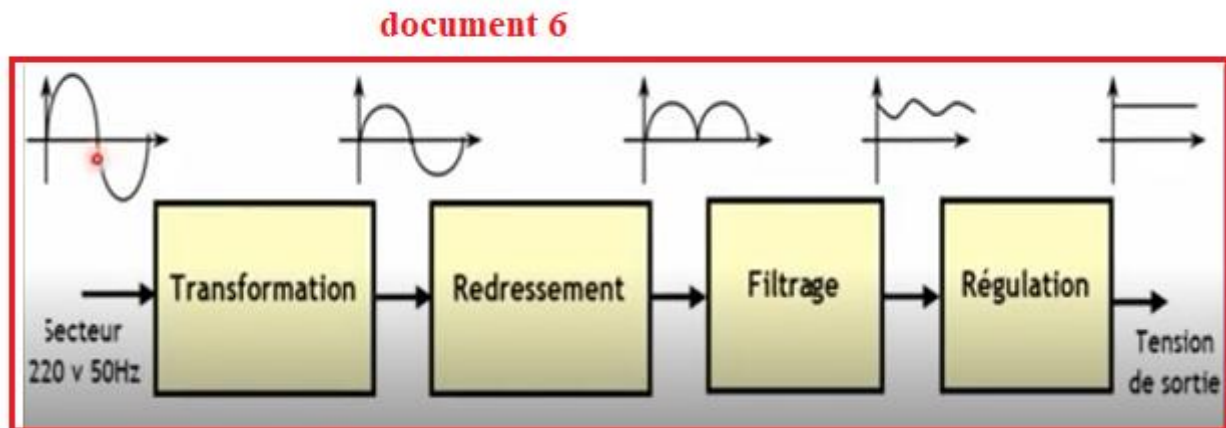 document 6
Transformation
Redressement
Filtrage
Régulation
Secteur
220 v 50Hz
Tension
de sortie